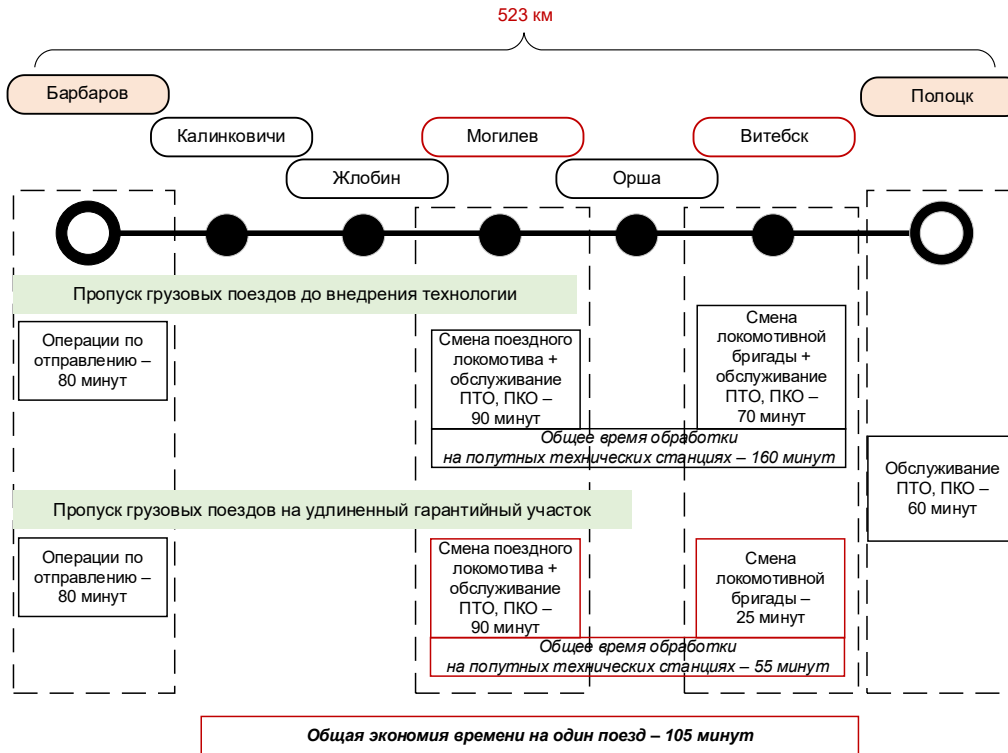 523 км
Барбаров
Полоцк
Калинковичи
Могилев
Витебск
Жлобин
Орша
Пропуск грузовых поездов до внедрения технологии
Операции по
отправлению –
80 минут
Смена поездного
локомотива +
обслуживание
ПТО, ПКО –
90 минут
Смена
локомотивной
бригады +
обслуживание
ПТО, ПКО –
70 минут
Общее время обработки
на попутных технических станциях – 160 минут
Обслуживание
ПТО, ПКО –
60 минут
Пропуск грузовых поездов на удлиненный гарантийный участок
Операции по
отправлению –
80 минут
Смена поездного
локомотива +
обслуживание
ПТО, ПКО –
90 минут
Смена
локомотивной
бригады –
25 минут
Общее время обработки
на попутных технических станциях – 55 минут
Общая экономия времени на один поезд – 105 минут